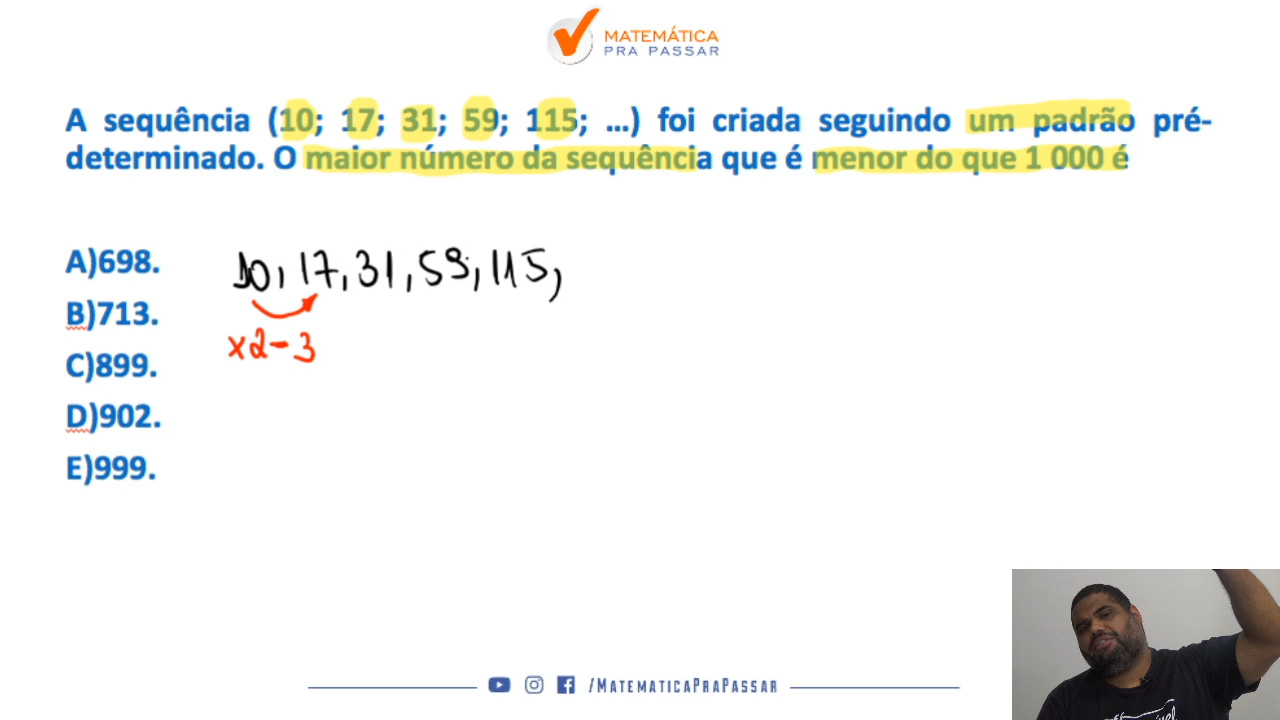 MATEMÁTICA
PRA PASSAR
A sequência (10; 17; 31; 59; 115; ...) foi criada seguindo um padrão pré-
determinado. O maior número da sequência que é menor do que 1 000 é
A)698.
B)713.
C)899.
D)902.
E)999.
10, 17, 31, 59, 115,
x2-3
/MATEMATICAPRAPASSAR